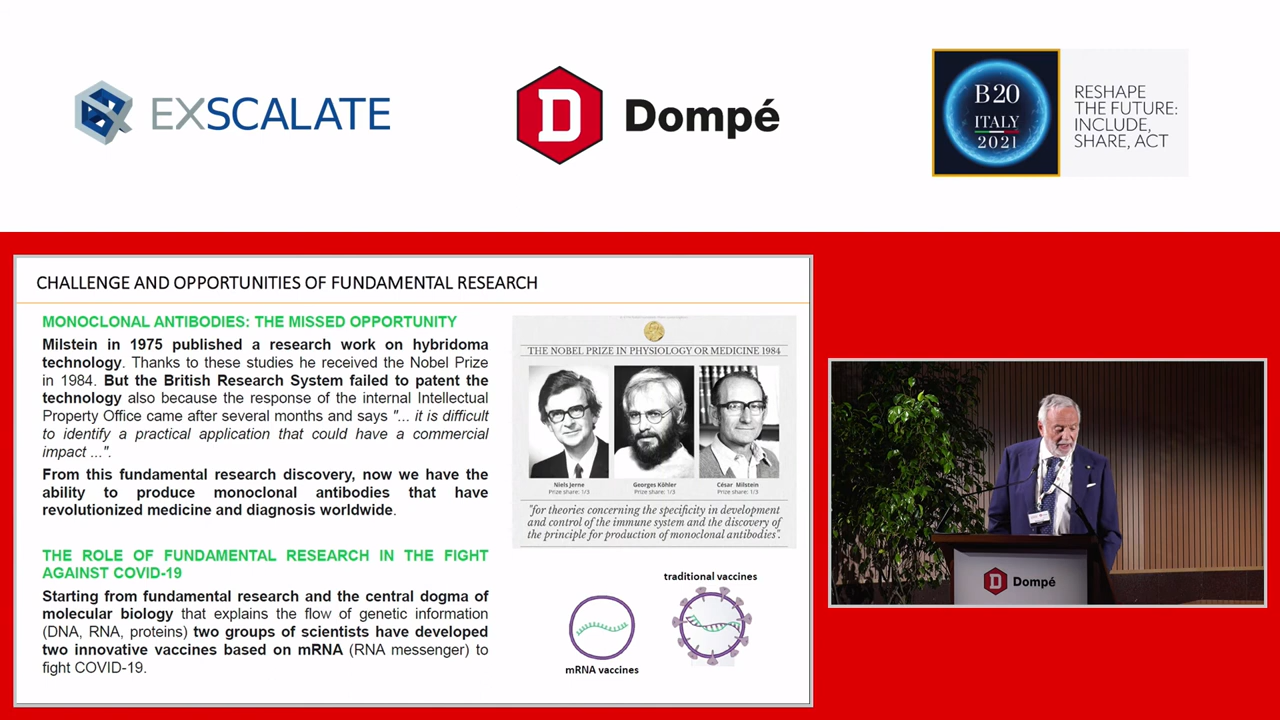 EXSCALATE
Dompé
B20
ITALY
2021
RESHAPE
THE FUTURE:
INCLUDE,
SHARE, ACT
CHALLENGE AND OPPORTUNITIES OF FUNDAMENTAL RESEARCH
MONOCLONAL ANTIBODIES: THE MISSED OPPORTUNITY
Milstein in 1975 published a research work on hybridoma
technology. Thanks to these studies he received the Nobel Prize
in 1984. But the British Research System failed to patent the
technology also because the response of the internal Intellectual
Property Office came after several months and says "... it is difficult
to identify a practical application that could have a commercial
impact ...".
From this fundamental research discovery, now we have the
ability to produce monoclonal antibodies that have
revolutionized medicine and diagnosis worldwide.
THE ROLE OF FUNDAMENTAL RESEARCH IN THE FIGHT
AGAINST COVID-19
Starting from fundamental research and the central dogma of
molecular biology that explains the flow of genetic information
(DNA, RNA, proteins) two groups of scientists have developed
two innovative vaccines based on mRNA (RNA messenger) to
fight COVID-19.
THE NOBEL PRIZE IN PHYSIOLOGY OR MEDICINE 1984
Niels Jerne
Prize share: 1/3
Georges Köhler
Prize share: 1/3
César Milstein
Prize share: 1/3
"for theories concerning the specificity in development
and control of the immune system and the discovery of
the principle for production of monoclonal antibodies".
traditional vaccines
mRNA vaccines
D Dompé